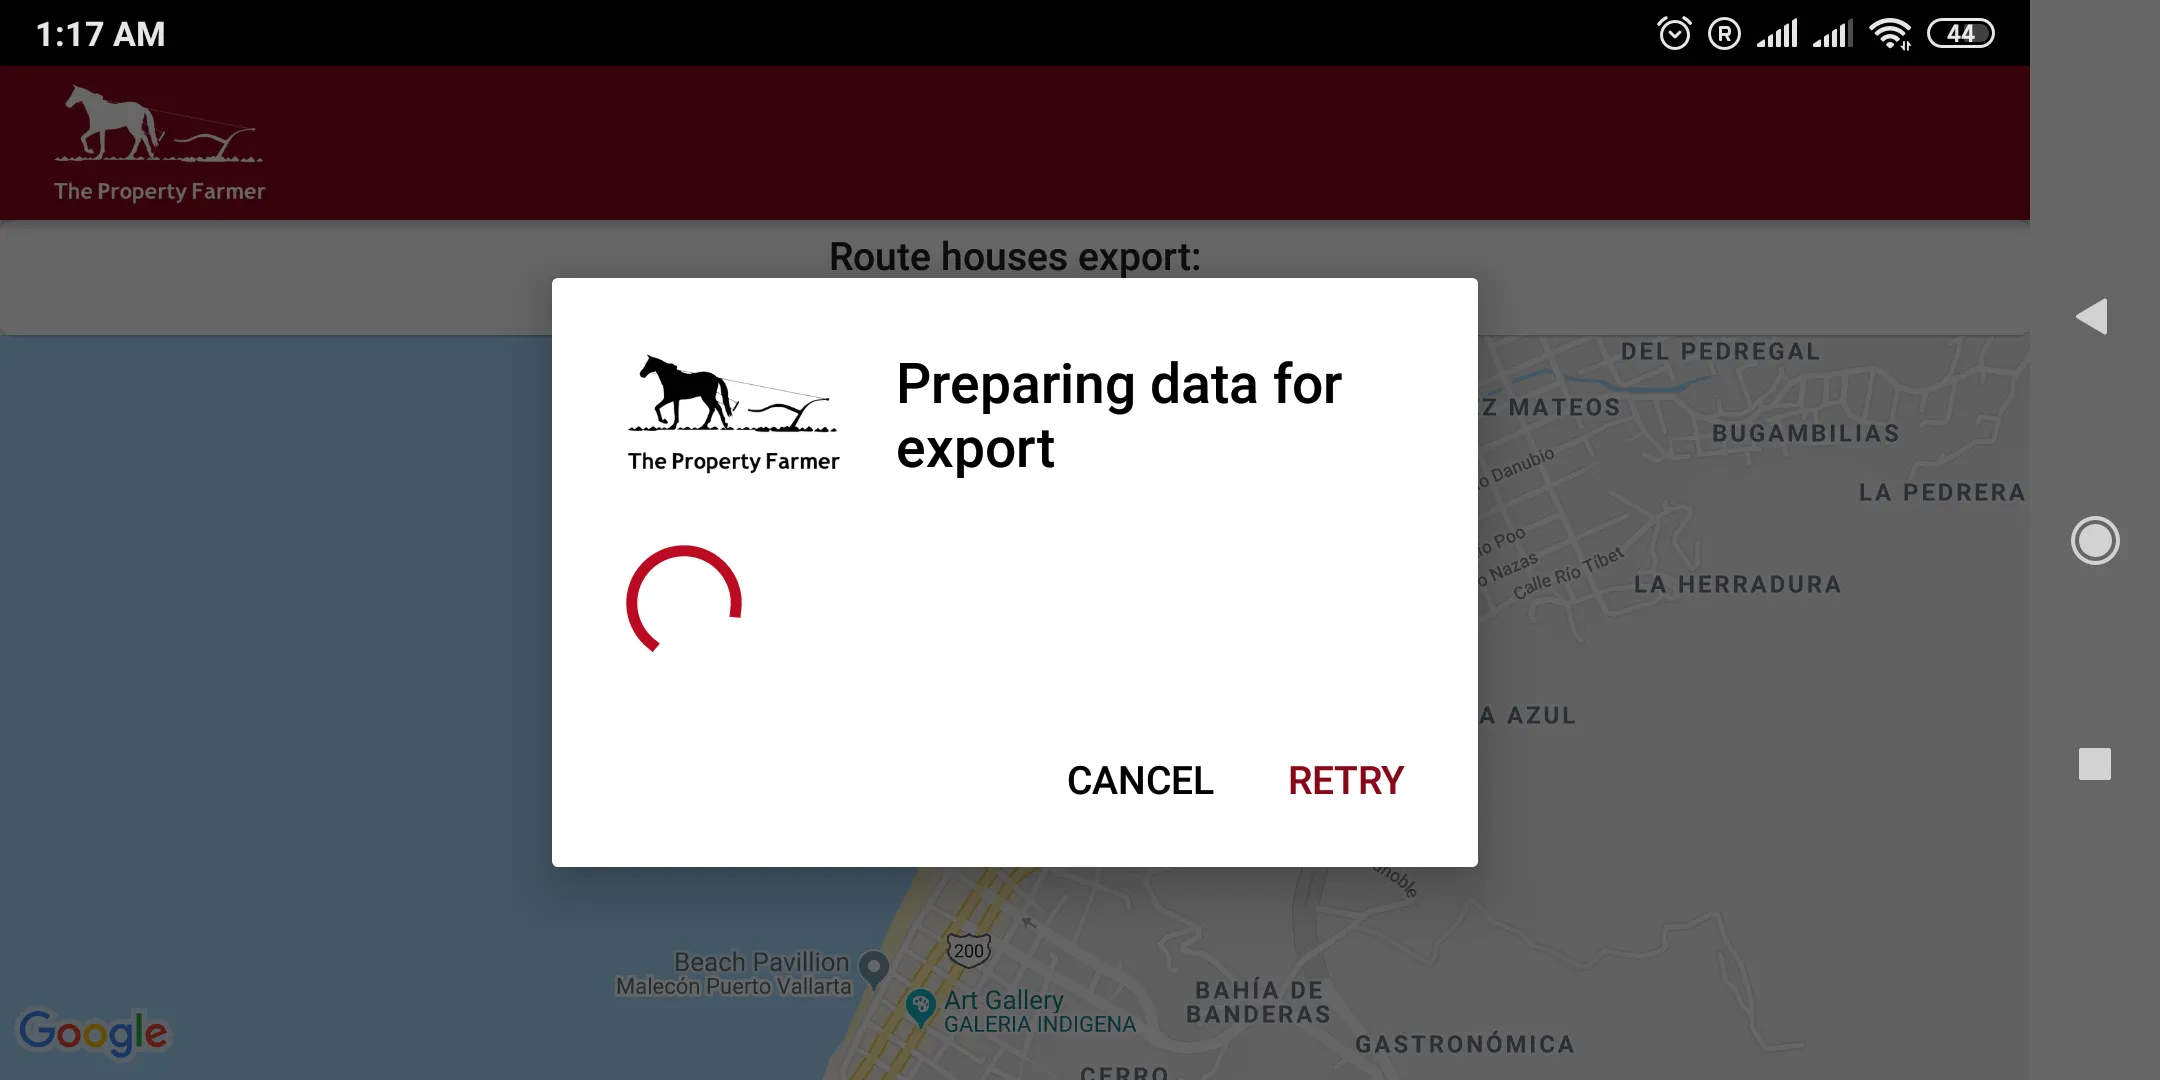 1:17 AM
R
44
The Property Farmer
Route houses export:
The Property Farmer
Preparing data for
export
CANCEL
RETRY
DEL PEDREGAL
Z MATEOS
BUGAMBILIAS
o Danubio
LA PEDRERA
ío Poo
o Nazas
Calle Río Tíbet
LA HERRADURA
A AZUL
noble
200
Beach Pavillion
Malecón Puerto Vallarta
Art Gallery
GALERIA INDIGENA
BAHÍA DE
BANDERAS
GASTRONÓMICA
CERRO
Google